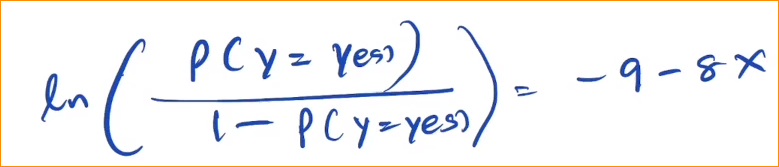 ln ( P(Y = Yes) / 1 - P(Y = yes) ) = - 9 - 8x